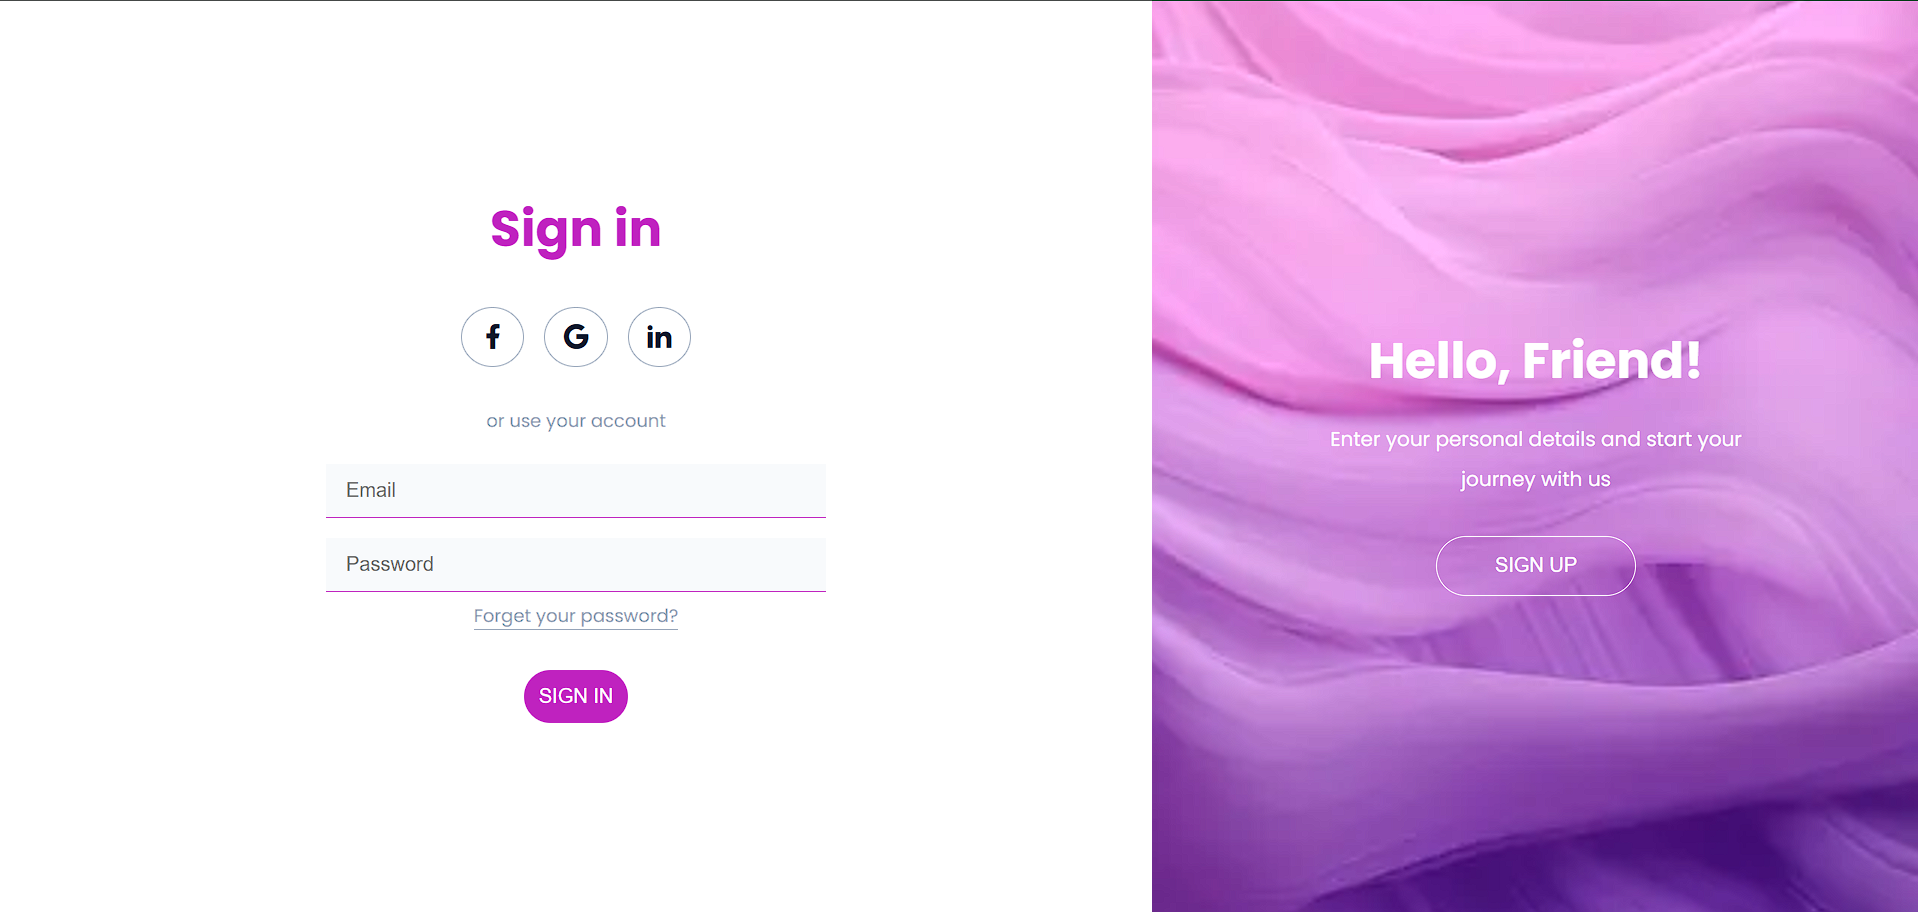 Sign in
f G in
or use your account
Email
Password
Forget your password?
SIGN IN
Hello, Friend!
Enter your personal details and start your
journey with us
SIGN UP